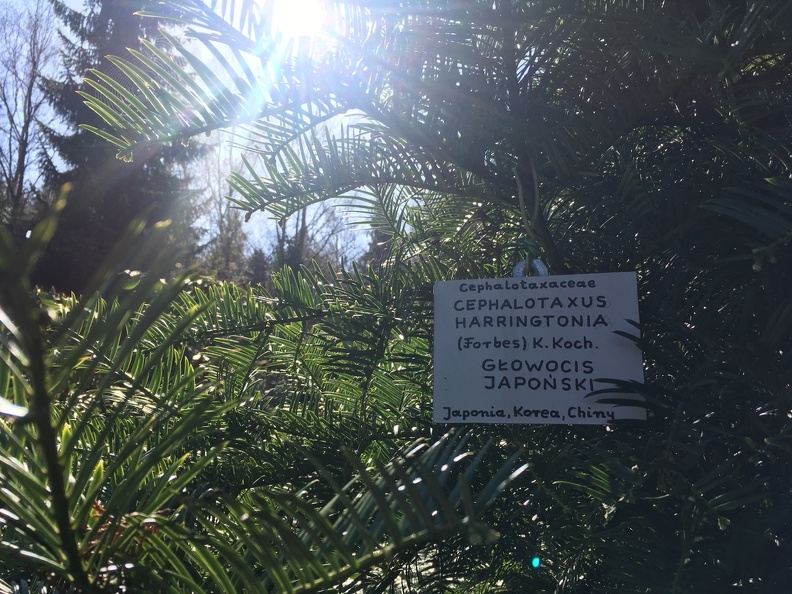 Cephalotaxaceae
CEPHALOTAXUS
HARRINGTONIA
(Forbes) K. Koch.
GŁOWOCIS
JAPOŃSKI
Japonia, Korea, Chiny